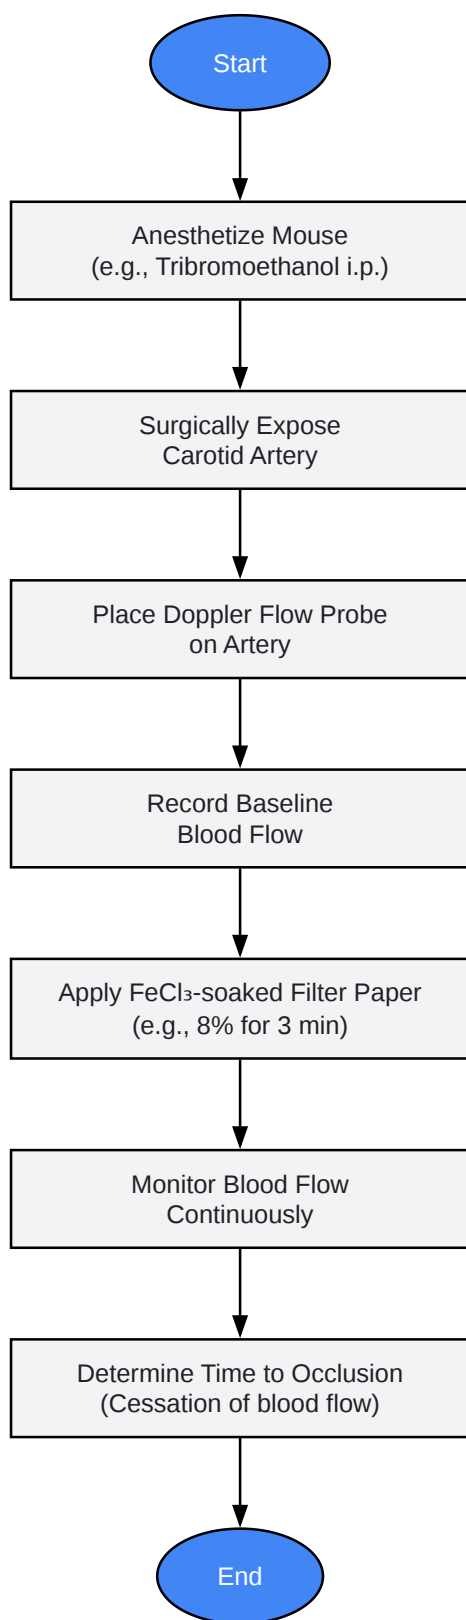 Start
Anesthetize Mouse
(e.g., Tribromoethanol i.p.)
Surgically Expose
Carotid Artery
Place Doppler Flow Probe
on Artery
Record Baseline
Blood Flow
Apply FeCl₃-soaked Filter Paper
(e.g., 8% for 3 min)
Monitor Blood Flow
Continuously
Determine Time to Occlusion
(Cessation of blood flow)
End